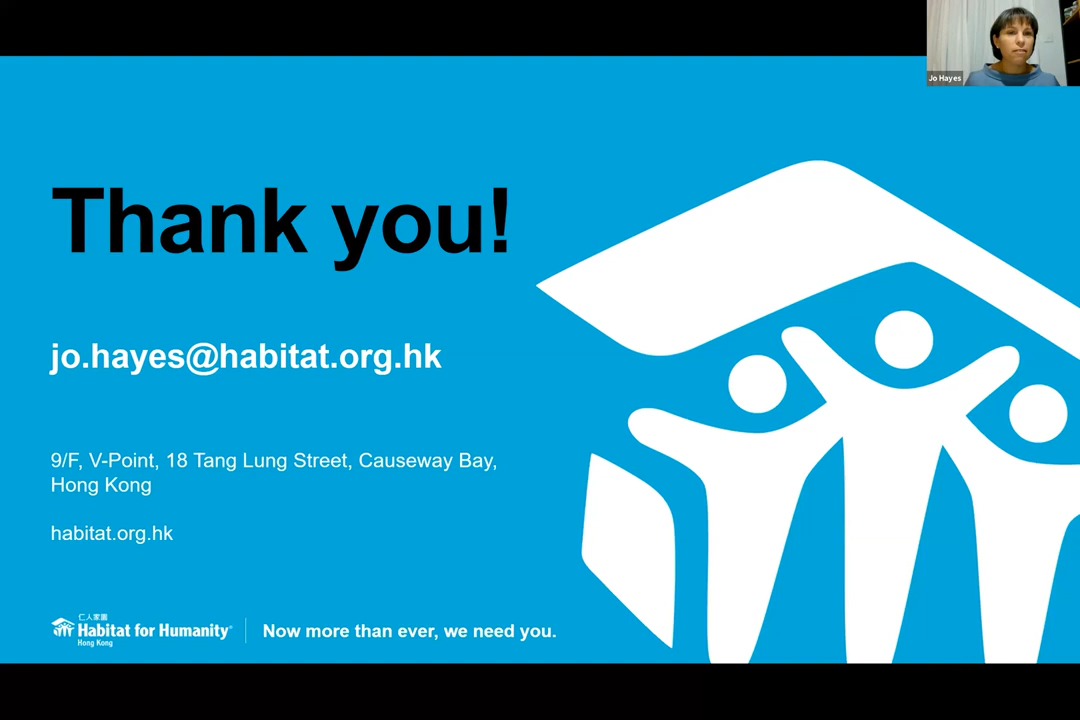 Jo Hayes
Thank you!
jo.hayes@habitat.org.hk
9/F, V-Point, 18 Tang Lung Street, Causeway Bay,
Hong Kong
habitat.org.hk
仁人家園
Habitat for Humanity®
Hong Kong
Now more than ever, we need you.